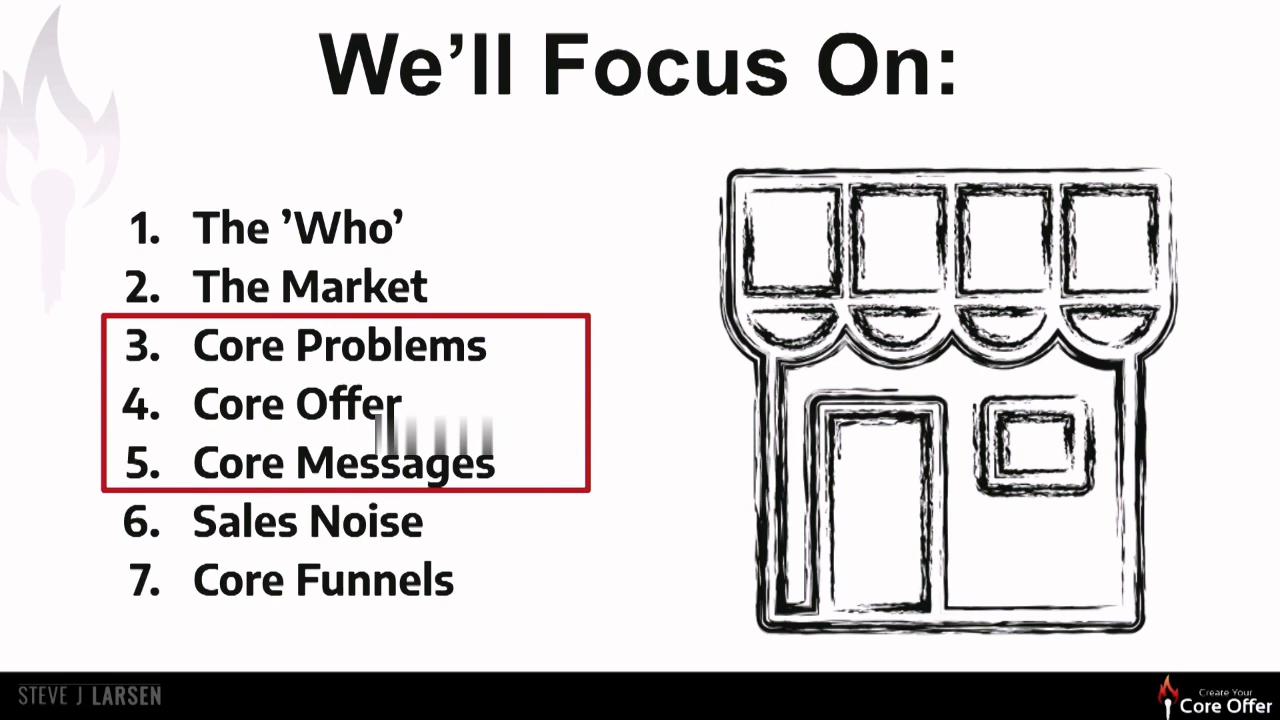 We’ll Focus On:
1. The ’Who’
2. The Market
3. Core Problems
4. Core Offer
5. Core Messages
6. Sales Noise
7. Core Funnels
STEVE J LARSEN
Create Your
Core Offer